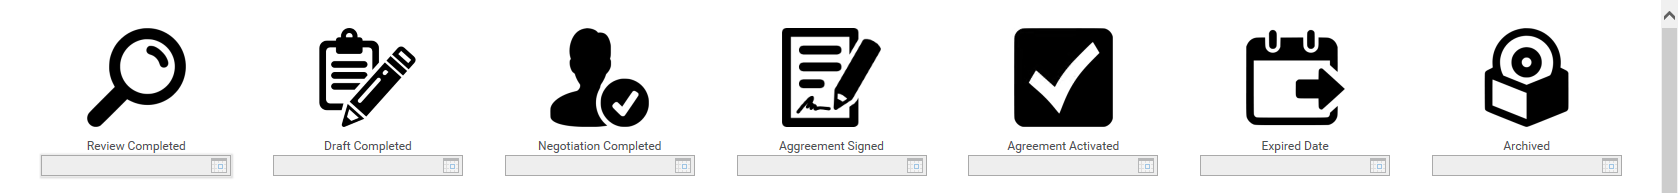 Review Completed
Draft Completed
Negotiation Completed
Aggreement Signed
Agreement Activated
Expired Date
Archived